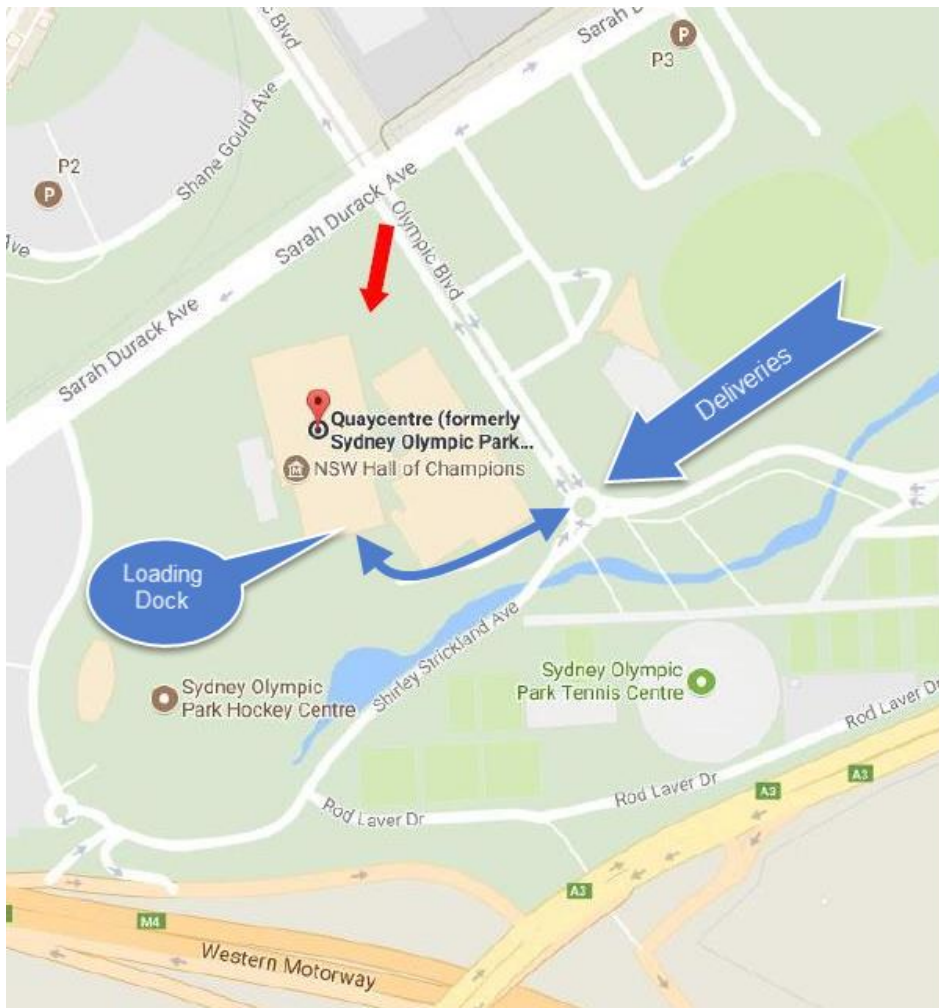 Blvd
Sarah D
P
P3
Shane Gould Ave
P2
P
Ave
Sarah Durack Ave
Olympic Blvd
Sarah Durack Ave
Deliveries
Quaycentre (formerly
Sydney Olympic Park...
NSW Hall of Champions
Loading
Dock
Shirley Strickland Ave
Sydney Olympic
Park Tennis Centre
Sydney Olympic
Park Hockey Centre
Rod Laver Dr
Rod Laver Dr
Rod Laver Dr
A3
A3
A3
M4
Western Motorway